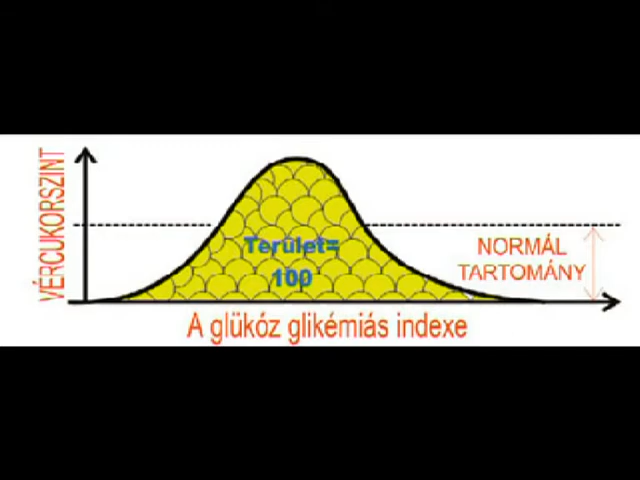 VÉRCUKORSZINT
Terület=
100
NORMÁL
TARTOMÁNY
A glükóz glikémiás indexe